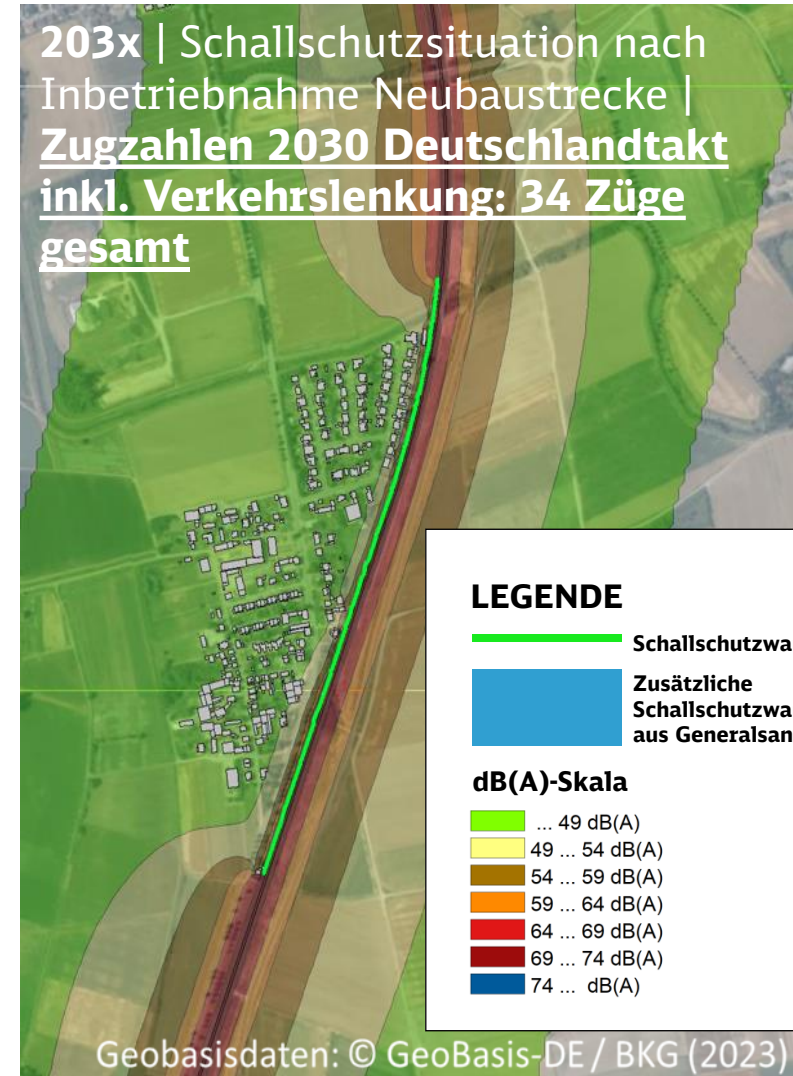 203x | Schallschutzsituation nach
Inbetriebnahme Neubaustrecke |
Zugzahlen 2030 Deutschlandtakt
inkl. Verkehrslenkung: 34 Züge
gesamt
LEGENDE
Schallschutzwa
Zusätzliche
Schallschutzwa
aus Generalsan
dB(A)-Skala
... 49 dB(A)
49 ... 54 dB(A)
54 ... 59 dB(A)
59 ... 64 dB(A)
64 ... 69 dB(A)
69 ... 74 dB(A)
74 ... dB(A)
Geobasisdaten: © GeoBasis-DE / BKG (2023)